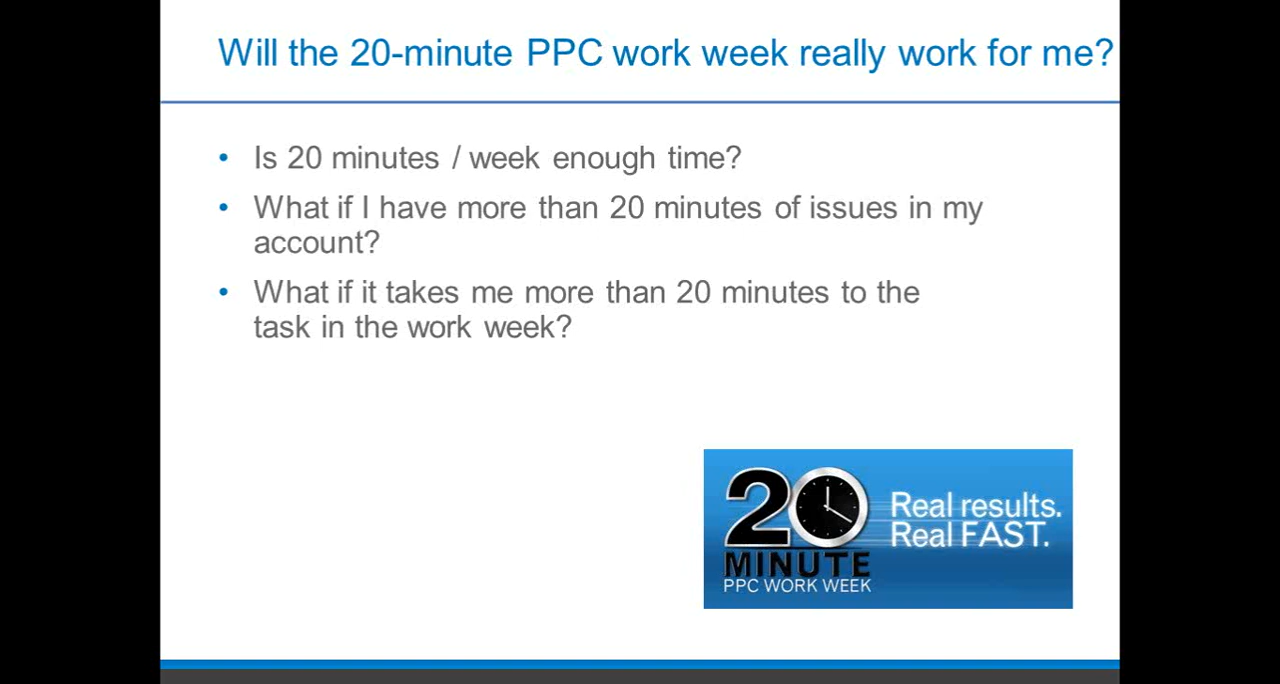 Will the 20-minute PPC work week really work for me?
• Is 20 minutes / week enough time?
• What if I have more than 20 minutes of issues in my
account?
• What if it takes me more than 20 minutes to the
task in the work week?
20
MINUTE
PPC WORK WEEK
Real results.
Real FAST.